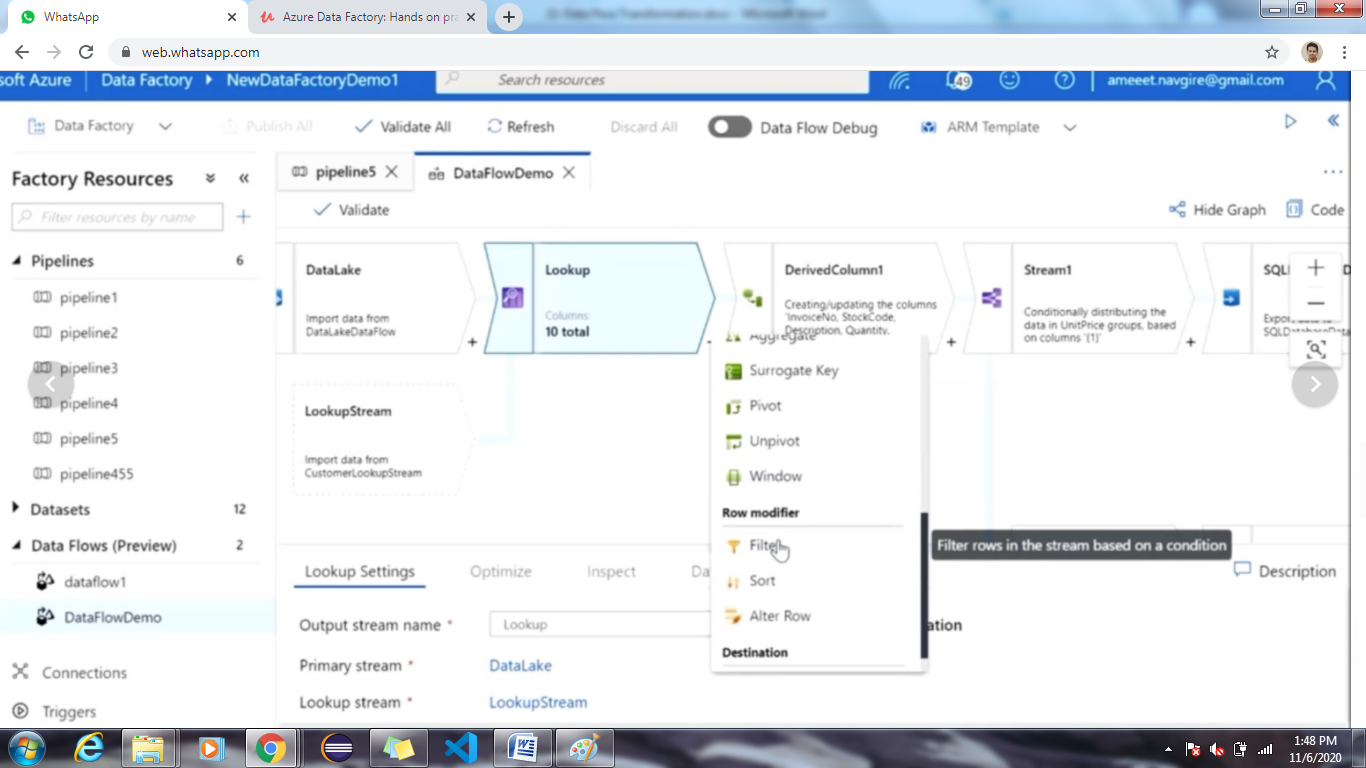 WhatsApp
Azure Data Factory: Hands on pra
web.whatsapp.com
soft Azure
Data Factory
NewDataFactoryDemo1
Search resources
49
ameeet.navgire@gmail.com
Data Factory
Publish All
Validate All
Refresh
Discard All
Data Flow Debug
ARM Template
Factory Resources
pipeline5
DataFlowDemo
Filter resources by name
Validate
Hide Graph
Code
Pipelines 6
pipeline1
pipeline2
pipeline3
pipeline4
pipeline5
pipeline455
Datasets 12
Data Flows (Preview) 2
dataflow1
DataFlowDemo
Connections
Triggers
DataLake
Import data from
DataLakeDataFlow
Lookup
Columns:
10 total
DerivedColumn1
Creating/updating the columns
'InvoiceNo, StockCode,
Description, Quantity,
Stream1
Conditionally distributing the
data in UnitPrice groups, based
on columns '{1}'
SQL
SQLDatabaseData
LookupStream
Import data from
CustomerLookupStream
Aggregate
Surrogate Key
Pivot
Unpivot
Window
Row modifier
Filter
Sort
Alter Row
Destination
Filter rows in the stream based on a condition
Lookup Settings
Optimize
Inspect
Da
Description
Output stream name *
Lookup
ation
Primary stream *
DataLake
Lookup stream *
LookupStream
1:48 PM
11/6/2020